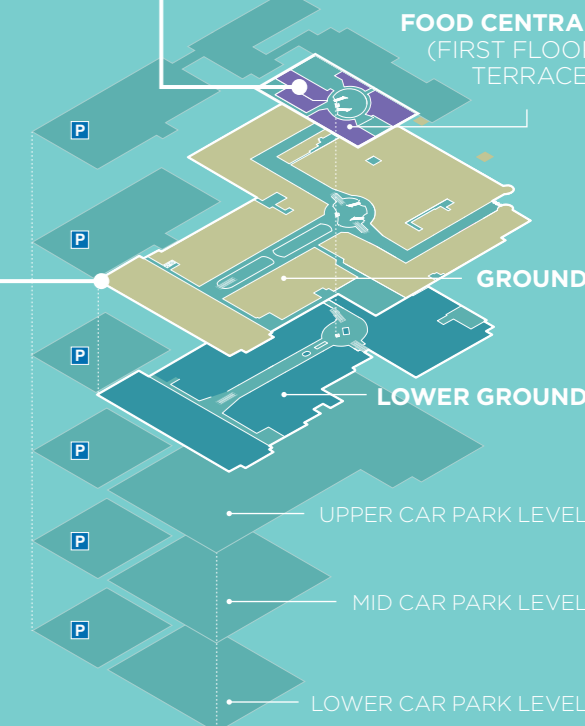 FOOD CENTRA
(FIRST FLOOR
TERRACE
P
P
GROUND
P
LOWER GROUND
P
UPPER CAR PARK LEVEL
P
MID CAR PARK LEVEL
P
LOWER CAR PARK LEVEL